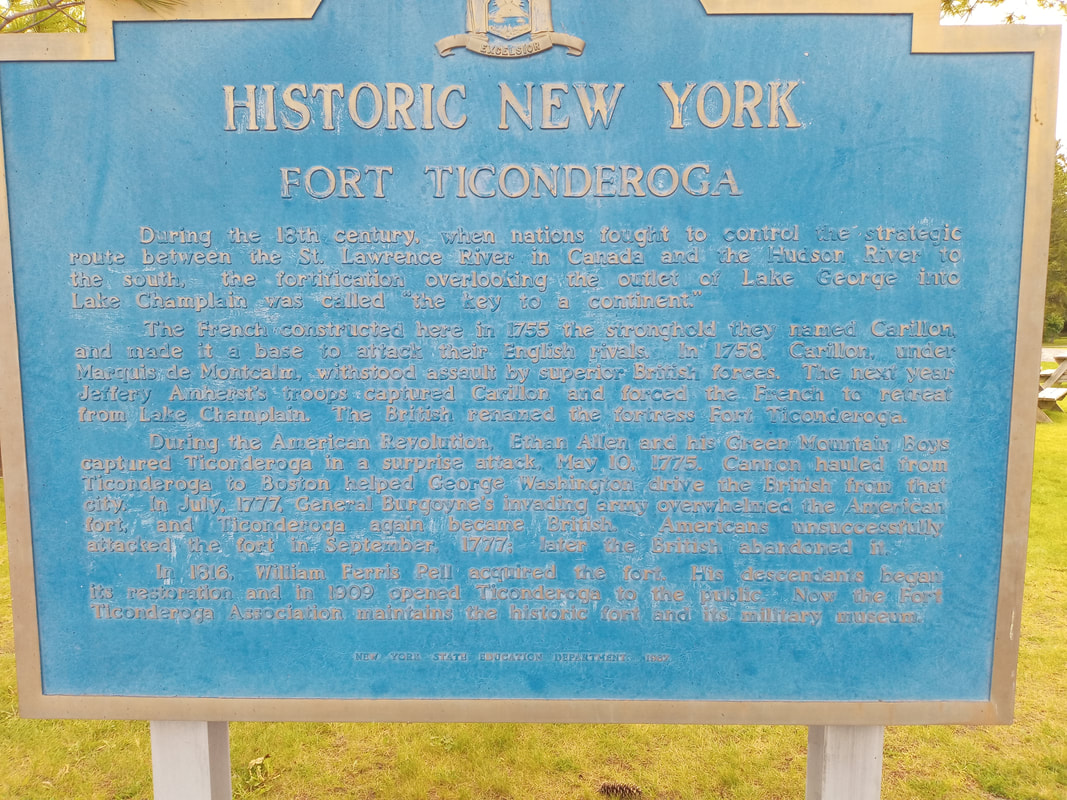 EXCELSIOR
HISTORIC NEW YORK
FORT TICONDEROGA
During the 18th century, when nations fought to control the strategic
route between the St. Lawrence River in Canada and the Hudson River to
the south, the fortification overlooking the outlet of Lake George into
Lake Champlain was called "the key to a continent."
The French constructed here in 1755 the stronghold they named Carillon,
and made it a base to attack their English rivals. In 1758, Carillon, under
Marquis de Montcalm, withstood assault by superior British forces. The next year
Jeffery Amherst's troops captured Carillon and forced the French to retreat
from Lake Champlain. The British renamed the fortress Fort Ticonderoga.
During the American Revolution, Ethan Allen and his Green Mountain Boys
captured Ticonderoga in a surprise attack, May 10, 1775. Cannon hauled from
Ticonderoga to Boston helped George Washington drive the British from that
city. In July, 1777, General Burgoyne's invading army overwhelmed the American
fort, and Ticonderoga again became British. Americans unsuccessfully
attacked the fort in September, 1777; later the British abandoned it.
In 1816, William Ferris Pell acquired the fort. His descendants began
its restoration and in 1909 opened Ticonderoga to the public. Now the Fort
Ticonderoga Association maintains the historic fort and its military museum.
NEW YORK STATE EDUCATION DEPARTMENT